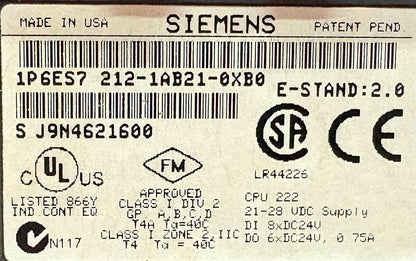 MADE IN USA SIEMENS PATENT PEND.
1P6ES7 212-1AB21-0XB0
E-STAND:2.0
S J9N4621600
C UL US
FM
SA
CE
LR44226
LISTED 866Y
IND CONT EQ
APPROVED
CLASS I DIV 2
GP A,B,C,D
T4A Ta=40C
CLASS I ZONE 2,IIC
T4 Ta = 40C
CPU 222
21-28 VDC Supply
DI 8xDC24V
DO 6xDC24V, 0 75A
N117